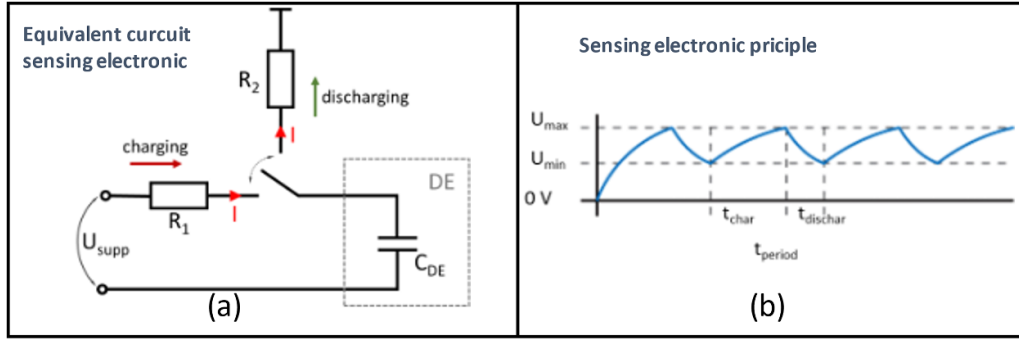 Equivalent curcuit
sensing electronic
R2
discharging
I
charging
DE
R1
I
Usupp
CDE
(a)
Sensing electronic priciple
Umax
Umin
0 V
tchar
tdischar
tperiod
(b)